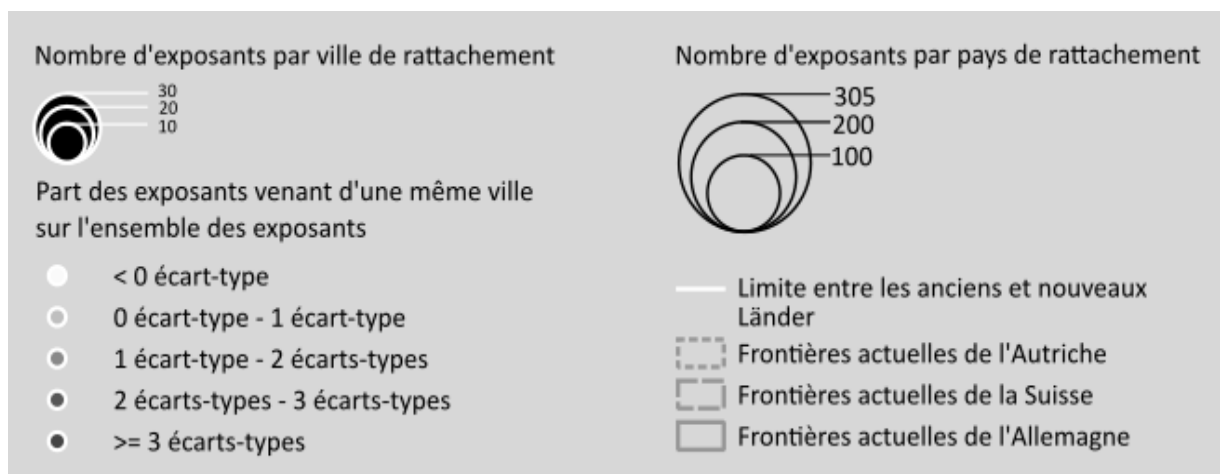 Nombre d'exposants par ville de rattachement
30
20
10
Part des exposants venant d'une même ville
sur l'ensemble des exposants
< 0 écart-type
0 écart-type - 1 écart-type
1 écart-type - 2 écarts-types
2 écarts-types - 3 écarts-types
>= 3 écarts-types
Nombre d'exposants par pays de rattachement
305
200
100
Limite entre les anciens et nouveaux
Länder
Frontières actuelles de l'Autriche
Frontières actuelles de la Suisse
Frontières actuelles de l'Allemagne